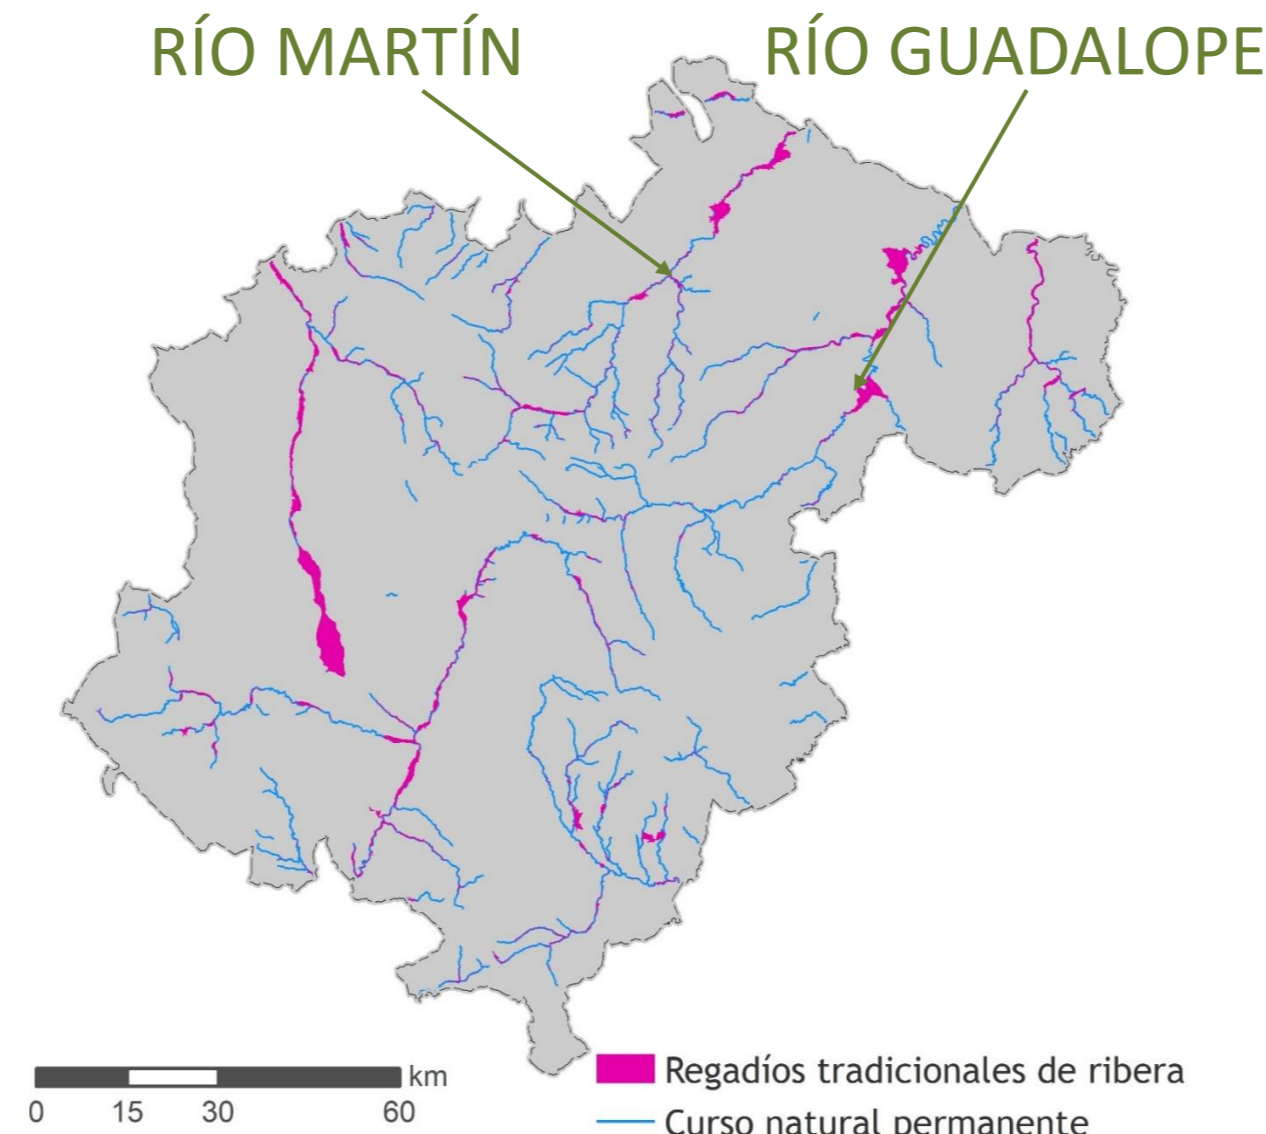 RÍO MARTÍN
RÍO GUADALOPE
km
0 15 30 60
Regadíos tradicionales de ribera
Curso natural permanente